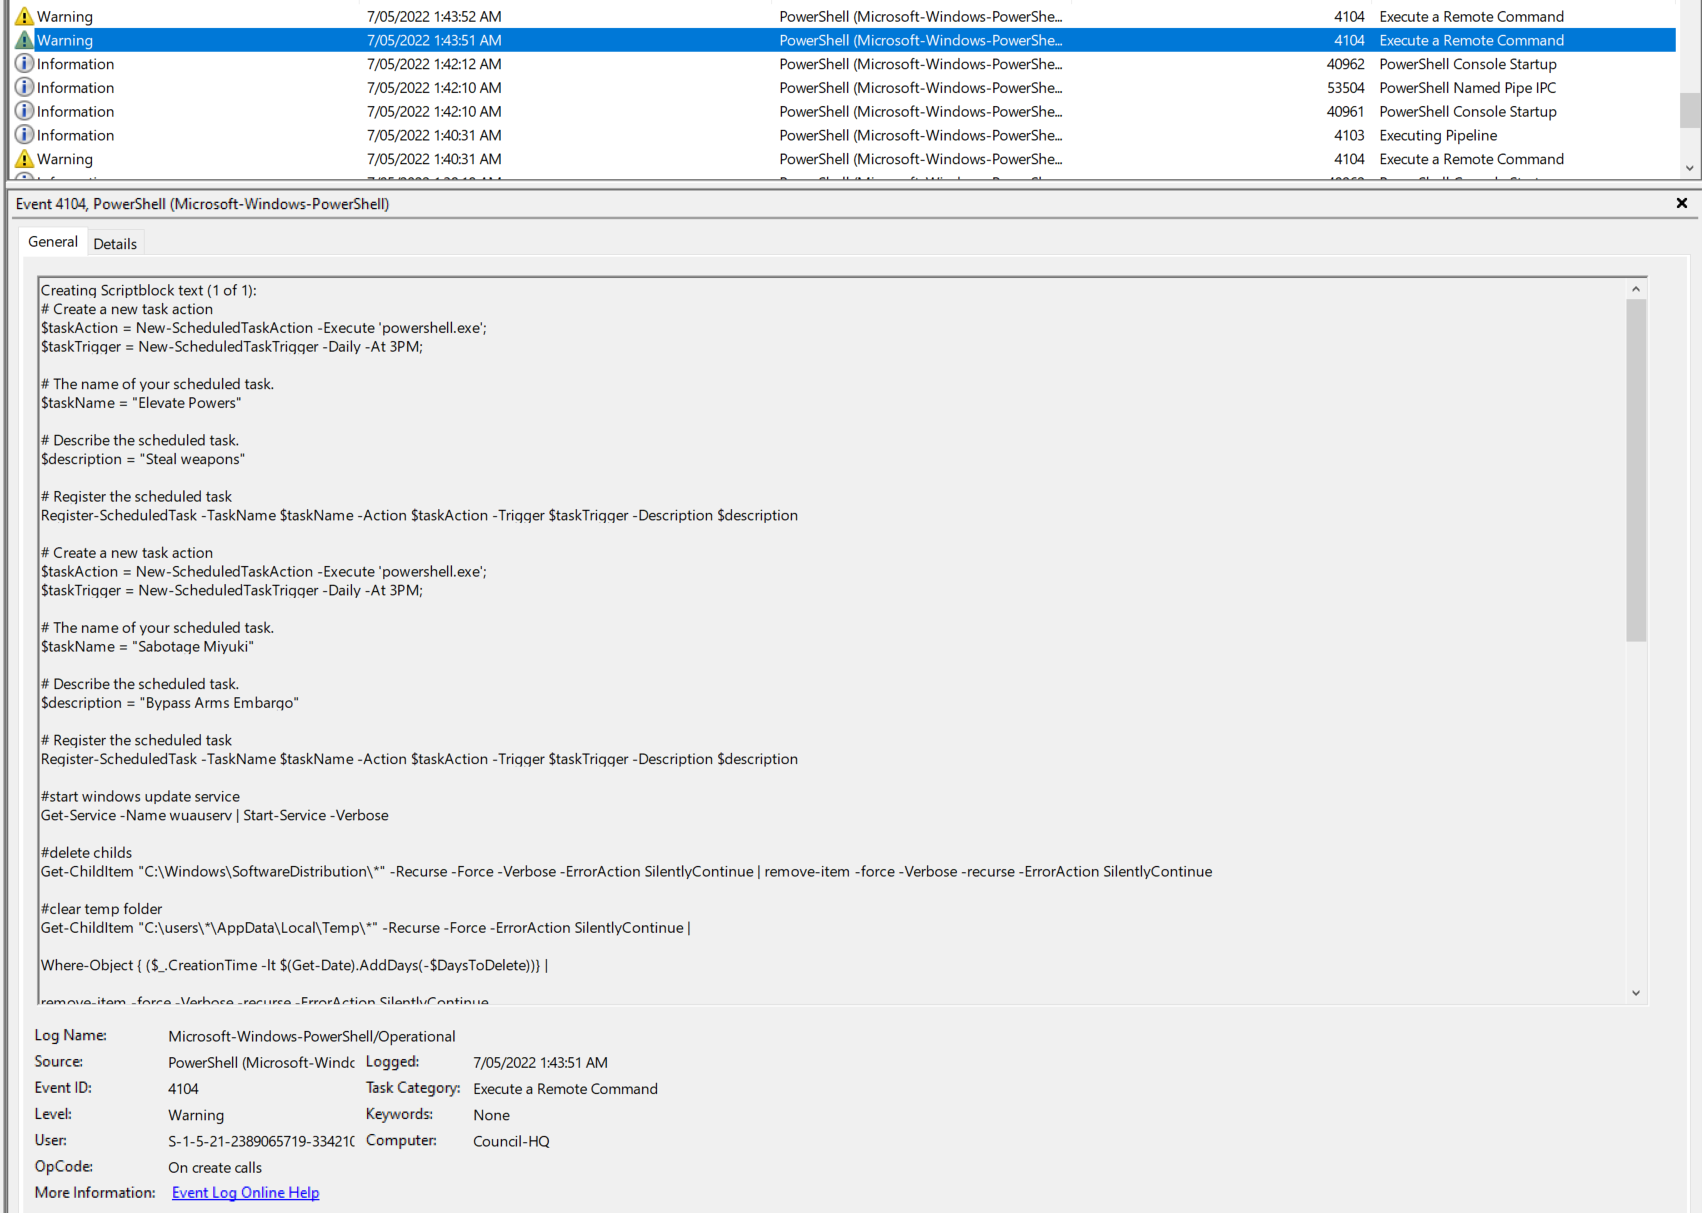 Warning 7/05/2022 1:43:52 AM PowerShell (Microsoft-Windows-PowerShe... 4104 Execute a Remote Command
Warning 7/05/2022 1:43:51 AM PowerShell (Microsoft-Windows-PowerShe... 4104 Execute a Remote Command
Information 7/05/2022 1:42:12 AM PowerShell (Microsoft-Windows-PowerShe... 40962 PowerShell Console Startup
Information 7/05/2022 1:42:10 AM PowerShell (Microsoft-Windows-PowerShe... 53504 PowerShell Named Pipe IPC
Information 7/05/2022 1:42:10 AM PowerShell (Microsoft-Windows-PowerShe... 40961 PowerShell Console Startup
Information 7/05/2022 1:40:31 AM PowerShell (Microsoft-Windows-PowerShe... 4103 Executing Pipeline
Warning 7/05/2022 1:40:31 AM PowerShell (Microsoft-Windows-PowerShe... 4104 Execute a Remote Command
Event 4104, PowerShell (Microsoft-Windows-PowerShell)
General Details
Creating Scriptblock text (1 of 1):
# Create a new task action
$taskAction = New-ScheduledTaskAction -Execute 'powershell.exe';
$taskTrigger = New-ScheduledTaskTrigger -Daily -At 3PM;
# The name of your scheduled task.
$taskName = "Elevate Powers"
# Describe the scheduled task.
$description = "Steal weapons"
# Register the scheduled task
Register-ScheduledTask -TaskName $taskName -Action $taskAction -Trigger $taskTrigger -Description $description
# Create a new task action
$taskAction = New-ScheduledTaskAction -Execute 'powershell.exe';
$taskTrigger = New-ScheduledTaskTrigger -Daily -At 3PM;
# The name of your scheduled task.
$taskName = "Sabotage Miyuki"
# Describe the scheduled task.
$description = "Bypass Arms Embargo"
# Register the scheduled task
Register-ScheduledTask -TaskName $taskName -Action $taskAction -Trigger $taskTrigger -Description $description
#start windows update service
Get-Service -Name wuauserv | Start-Service -Verbose
#delete childs
Get-ChildItem "C:\Windows\SoftwareDistribution\*" -Recurse -Force -Verbose -ErrorAction SilentlyContinue | remove-item -force -Verbose -recurse -ErrorAction SilentlyContinue
#clear temp folder
Get-ChildItem "C:\users\*\AppData\Local\Temp\*" -Recurse -Force -ErrorAction SilentlyContinue |
Where-Object { ($_.CreationTime -lt $(Get-Date).AddDays(-$DaysToDelete))} |
remove-item -force -Verbose -recurse -ErrorAction SilentlyContinue
Log Name: Microsoft-Windows-PowerShell/Operational
Source: PowerShell (Microsoft-Windc Logged: 7/05/2022 1:43:51 AM
Event ID: 4104 Task Category: Execute a Remote Command
Level: Warning Keywords: None
User: S-1-5-21-2389065719-334210 Computer: Council-HQ
OpCode: On create calls
More Information: Event Log Online Help